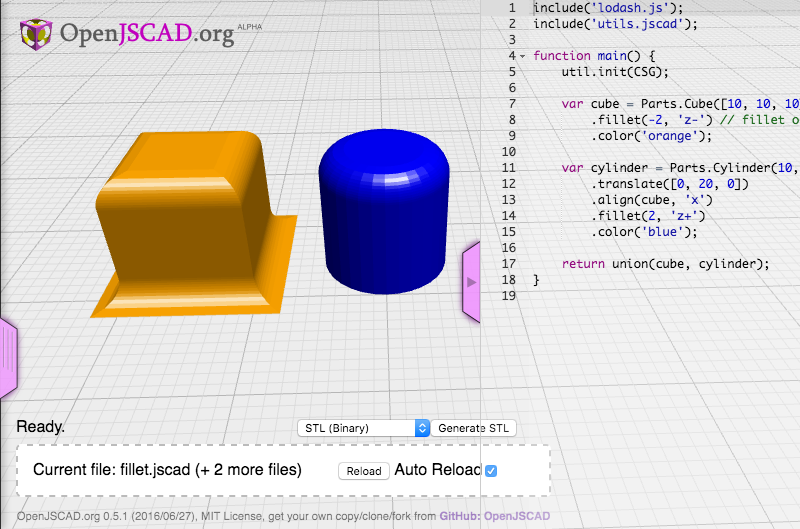 OpenJSCAD.org ALPHA
1 include('lodash.js');
2 include('utils.jscad');
3
4 function main() {
5 util.init(CSG);
6
7 var cube = Parts.Cube([10, 10, 10]
8 .fillet(-2, 'z-') // fillet o
9 .color('orange');
10
11 var cylinder = Parts.Cylinder(10,
12 .translate([0, 20, 0])
13 .align(cube, 'x')
14 .fillet(2, 'z+')
15 .color('blue');
16
17 return union(cube, cylinder);
18 }
19
Ready.
STL (Binary)
Generate STL
Current file: fillet.jscad (+ 2 more files)
Reload
Auto Reload
OpenJSCAD.org 0.5.1 (2016/06/27), MIT License, get your own copy/clone/fork from GitHub: OpenJSCAD